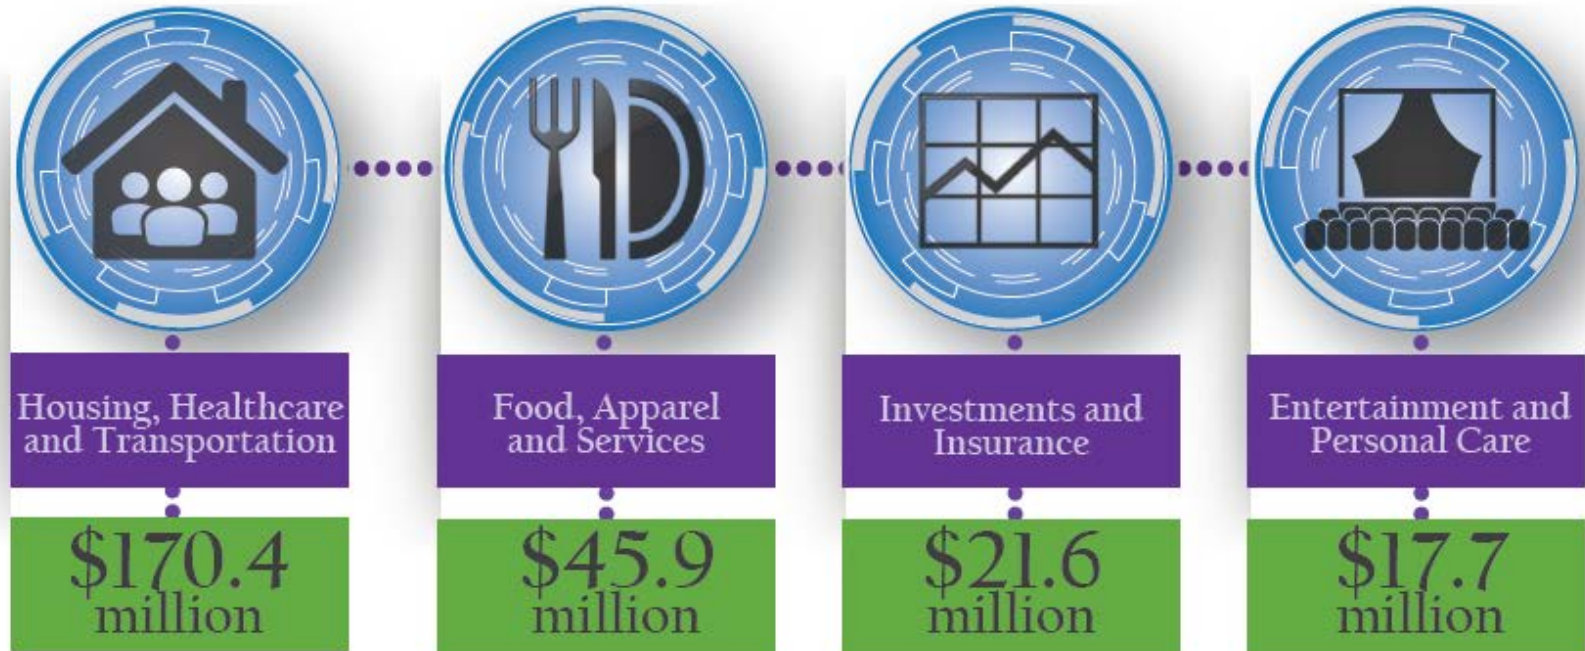 Housing, Healthcare
and Transportation
$170.4
million
Food, Apparel
and Services
$45.9
million
Investments and
Insurance
$21.6
million
Entertainment and
Personal Care
$17.7
million